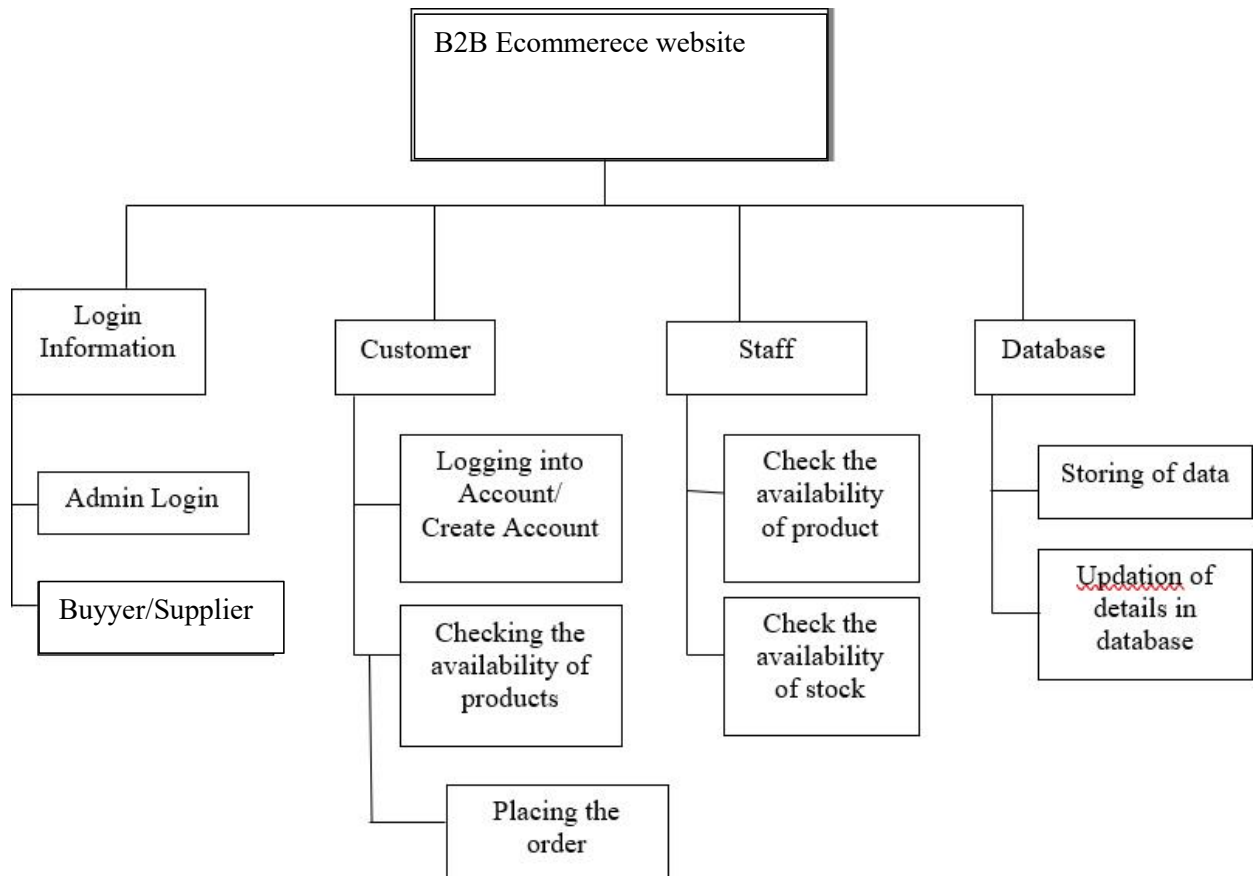 B2B Ecommerece website
Login
Information
Customer
Staff
Database
Admin Login
Buyyer/Supplier
Logging into
Account/
Create Account
Checking the
availability of
products
Placing the
order
Check the
availability
of product
Check the
availability
of stock
Storing of data
Updation of
details in
database